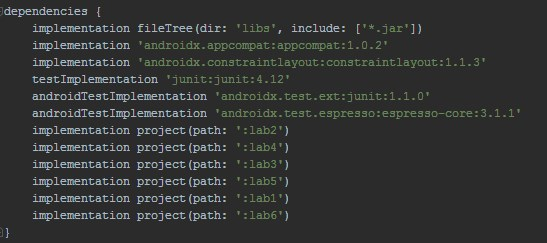 dependencies {
    implementation fileTree(dir: 'libs', include: ['*.jar'])
    implementation 'androidx.appcompat:appcompat:1.0.2'
    implementation 'androidx.constraintlayout:constraintlayout:1.1.3'
    testImplementation 'junit:junit:4.12'
    androidTestImplementation 'androidx.test.ext:junit:1.1.0'
    androidTestImplementation 'androidx.test.espresso:espresso-core:3.1.1'
    implementation project(path: ':lab2')
    implementation project(path: ':lab4')
    implementation project(path: ':lab3')
    implementation project(path: ':lab5')
    implementation project(path: ':lab1')
    implementation project(path: ':lab6')
}